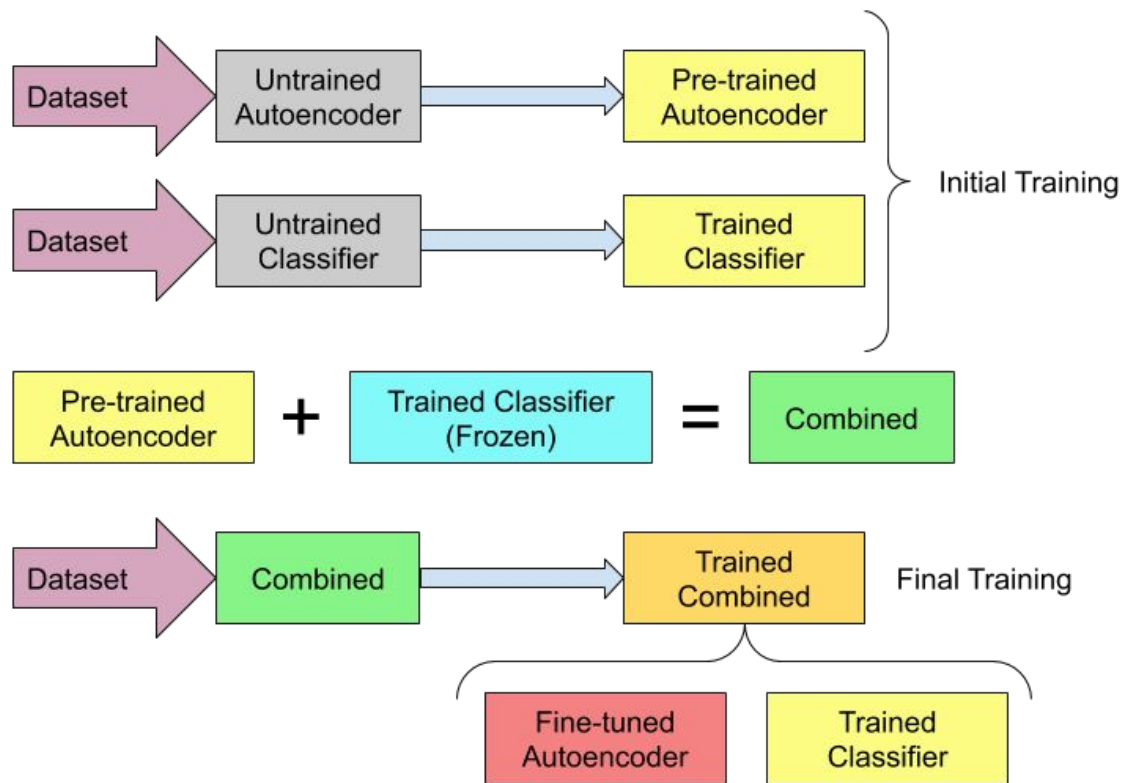 Dataset
Untrained
Autoencoder
Pre-trained
Autoencoder
Initial Training
Dataset
Untrained
Classifier
Trained
Classifier
Pre-trained
Autoencoder
+
Trained Classifier
(Frozen)
=
Combined
Dataset
Combined
Trained
Combined
Final Training
Fine-tuned
Autoencoder
Trained
Classifier